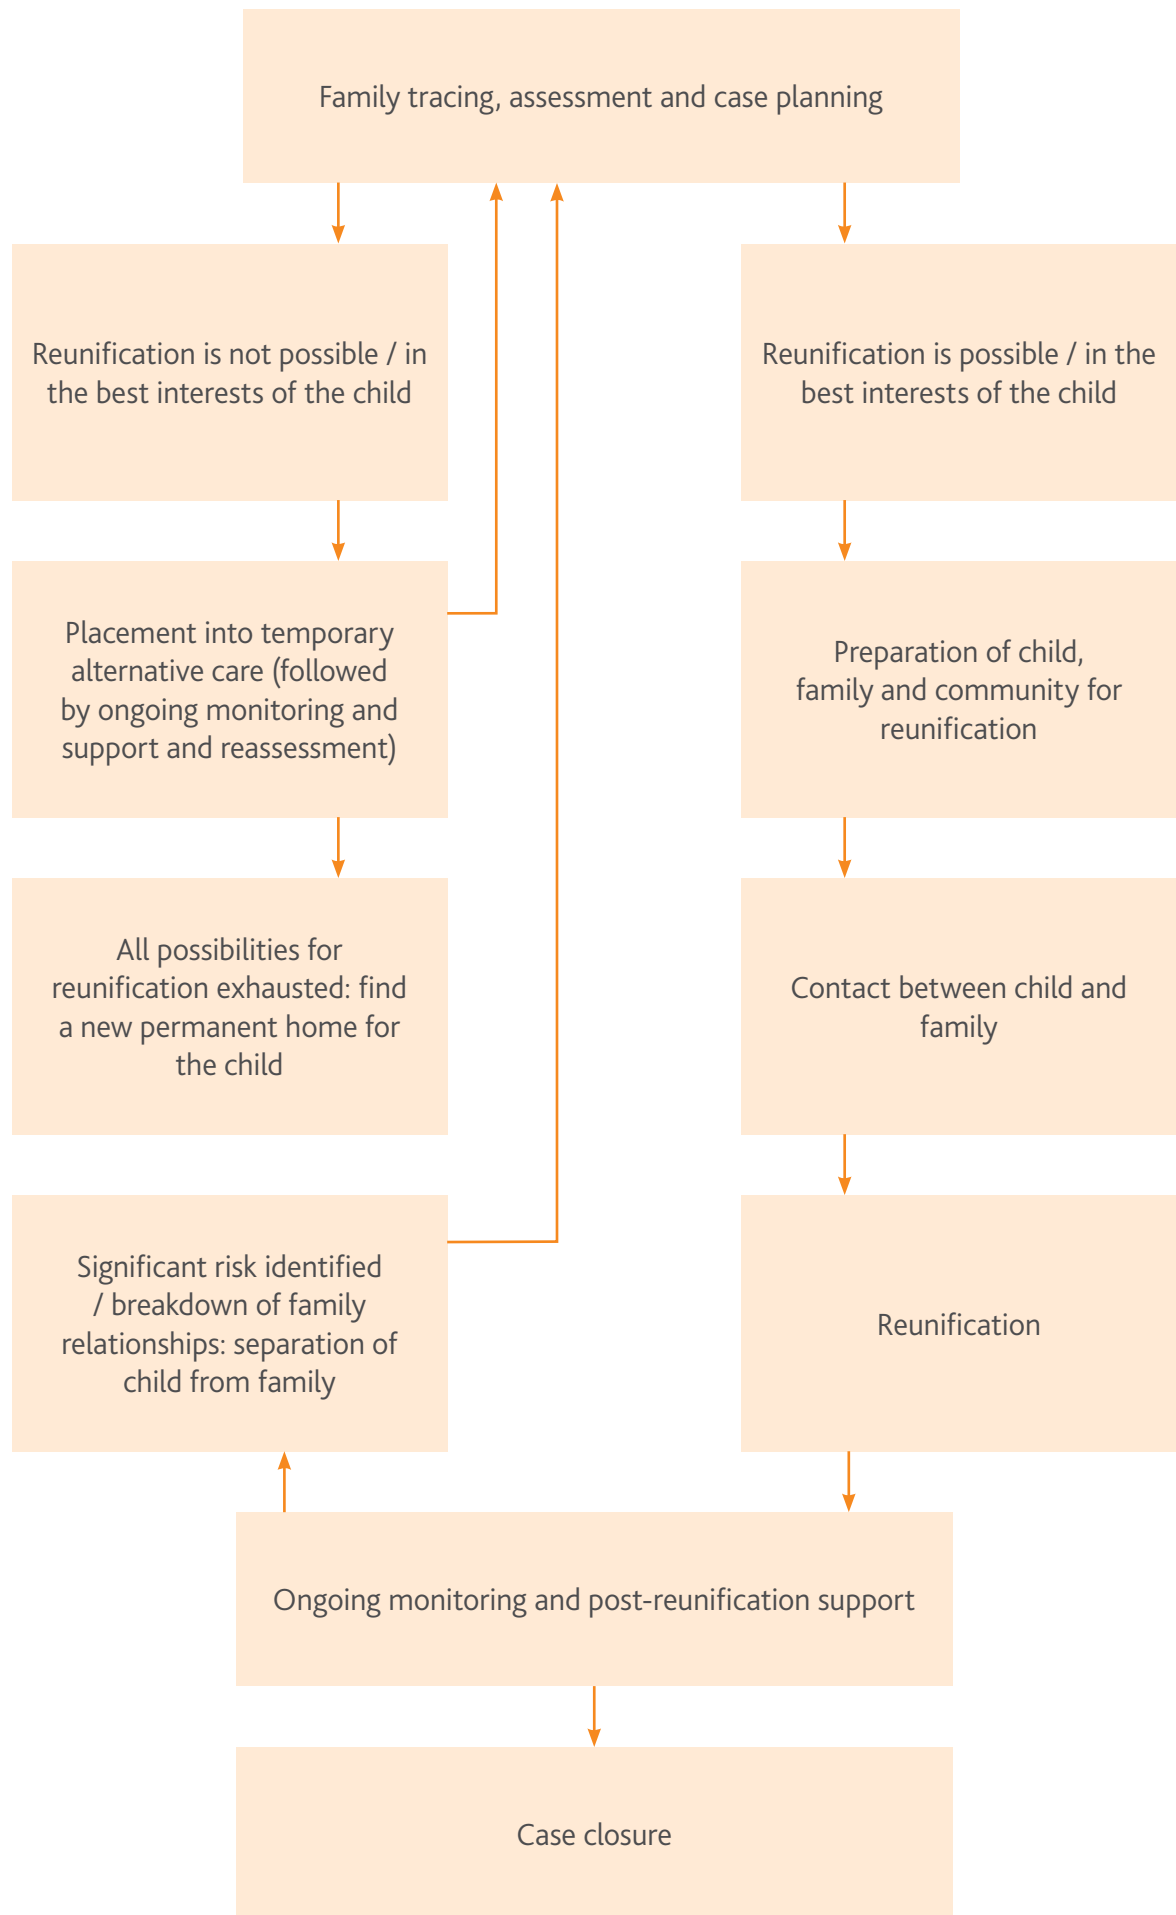 Family tracing, assessment and case planning
Reunification is not possible / in
the best interests of the child
Reunification is possible / in the
best interests of the child
Placement into temporary
alternative care (followed
by ongoing monitoring and
support and reassessment)
Preparation of child,
family and community for
reunification
All possibilities for
reunification exhausted: find
a new permanent home for
the child
Contact between child and
family
Significant risk identified
/ breakdown of family
relationships: separation of
child from family
Reunification
Ongoing monitoring and post-reunification support
Case closure